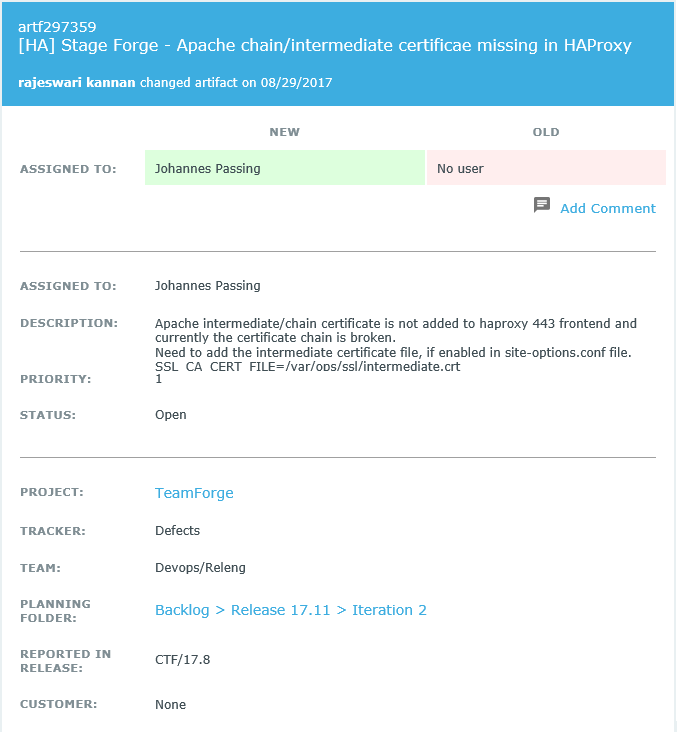 artf297359
[HA] Stage Forge - Apache chain/intermediate certificae missing in HAProxy
rajeswari kannan changed artifact on 08/29/2017
NEW OLD
ASSIGNED TO: Johannes Passing No user
Add Comment
ASSIGNED TO: Johannes Passing
DESCRIPTION: Apache intermediate/chain certificate is not added to haproxy 443 frontend and
currently the certificate chain is broken.
Need to add the intermediate certificate file, if enabled in site-options.conf file.
SSL_CA_CERT_FILE=/var/ops/ssl/intermediate.crt
PRIORITY: 1
STATUS: Open
PROJECT: TeamForge
TRACKER: Defects
TEAM: Devops/Releng
PLANNING
FOLDER: Backlog > Release 17.11 > Iteration 2
REPORTED IN
RELEASE: CTF/17.8
CUSTOMER: None